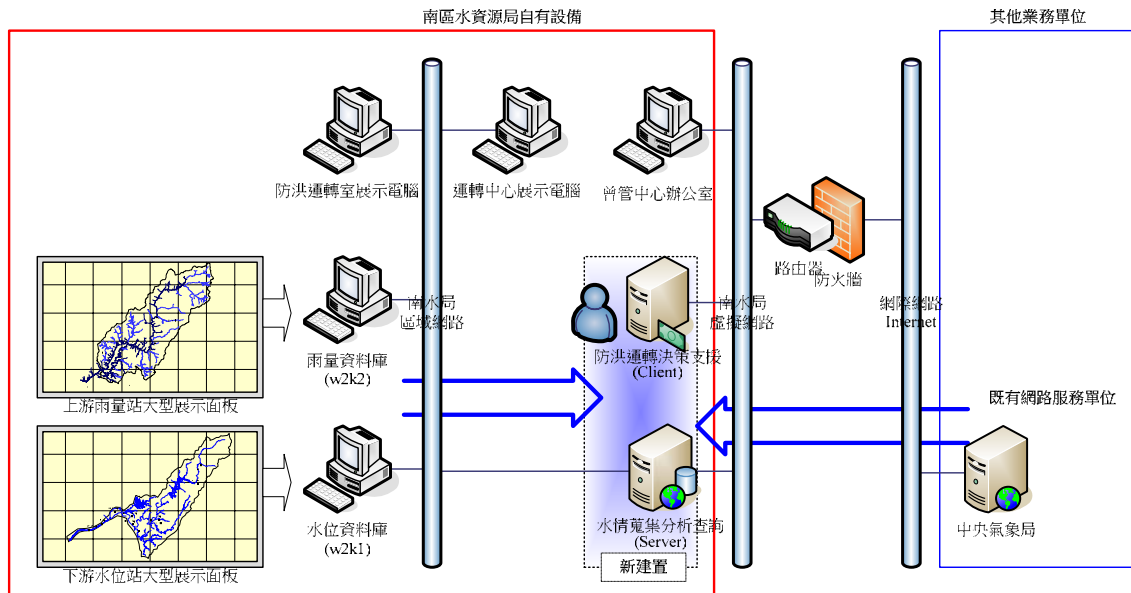 南區水資源局自有設備
其他業務單位
防洪運轉室展示電腦
運轉中心展示電腦
曾管中心辦公室
路由器
防火牆
南水局
區域網路
南水局
虛擬網路
網際網路
Internet
雨量資料庫
(w2k2)
防洪運轉決策支援
(Client)
上游雨量站大型展示面板
既有網路服務單位
水位資料庫
(w2k1)
水情蒐集分析查詢
(Server)
中央氣象局
新建置
下游水位站大型展示面板